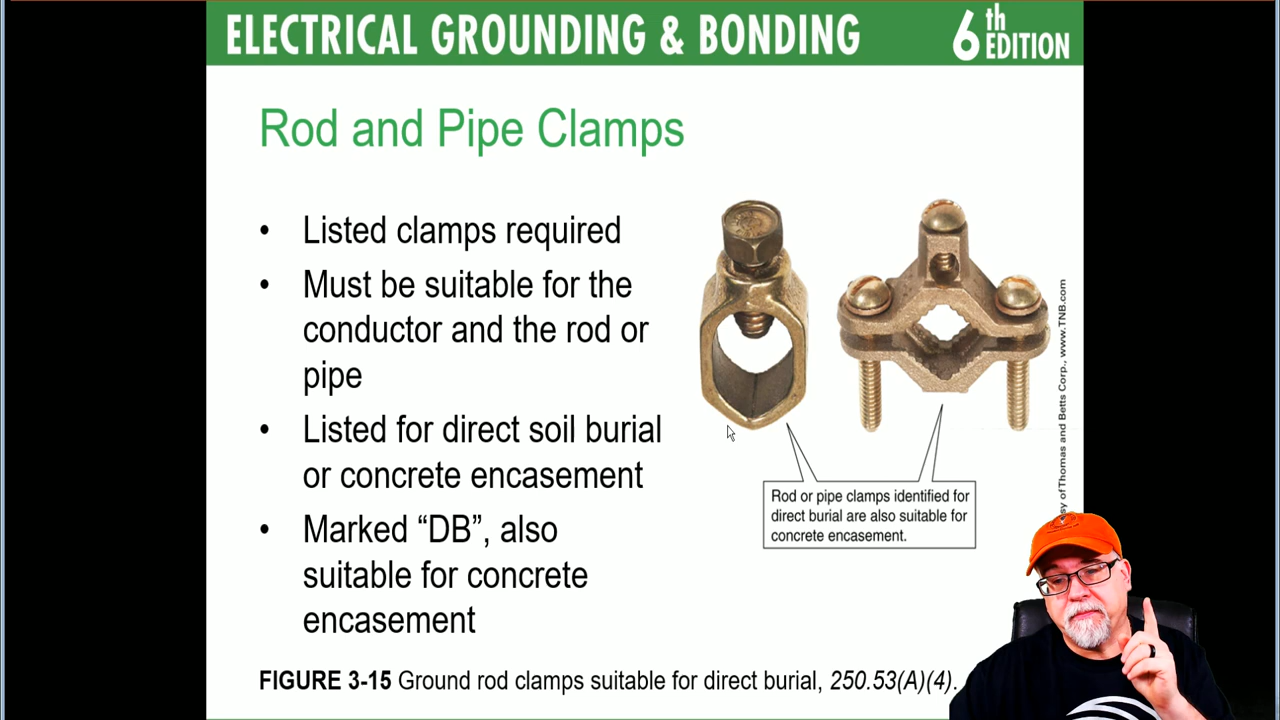 ELECTRICAL GROUNDING & BONDING
6th EDITION
Rod and Pipe Clamps
• Listed clamps required
• Must be suitable for the
conductor and the rod or
pipe
• Listed for direct soil burial
or concrete encasement
• Marked “DB”, also
suitable for concrete
encasement
Rod or pipe clamps identified for
direct burial are also suitable for
concrete encasement.
of Thomas and Betts Corp., www.TNB.com
FIGURE 3-15 Ground rod clamps suitable for direct burial, 250.53(A)(4).